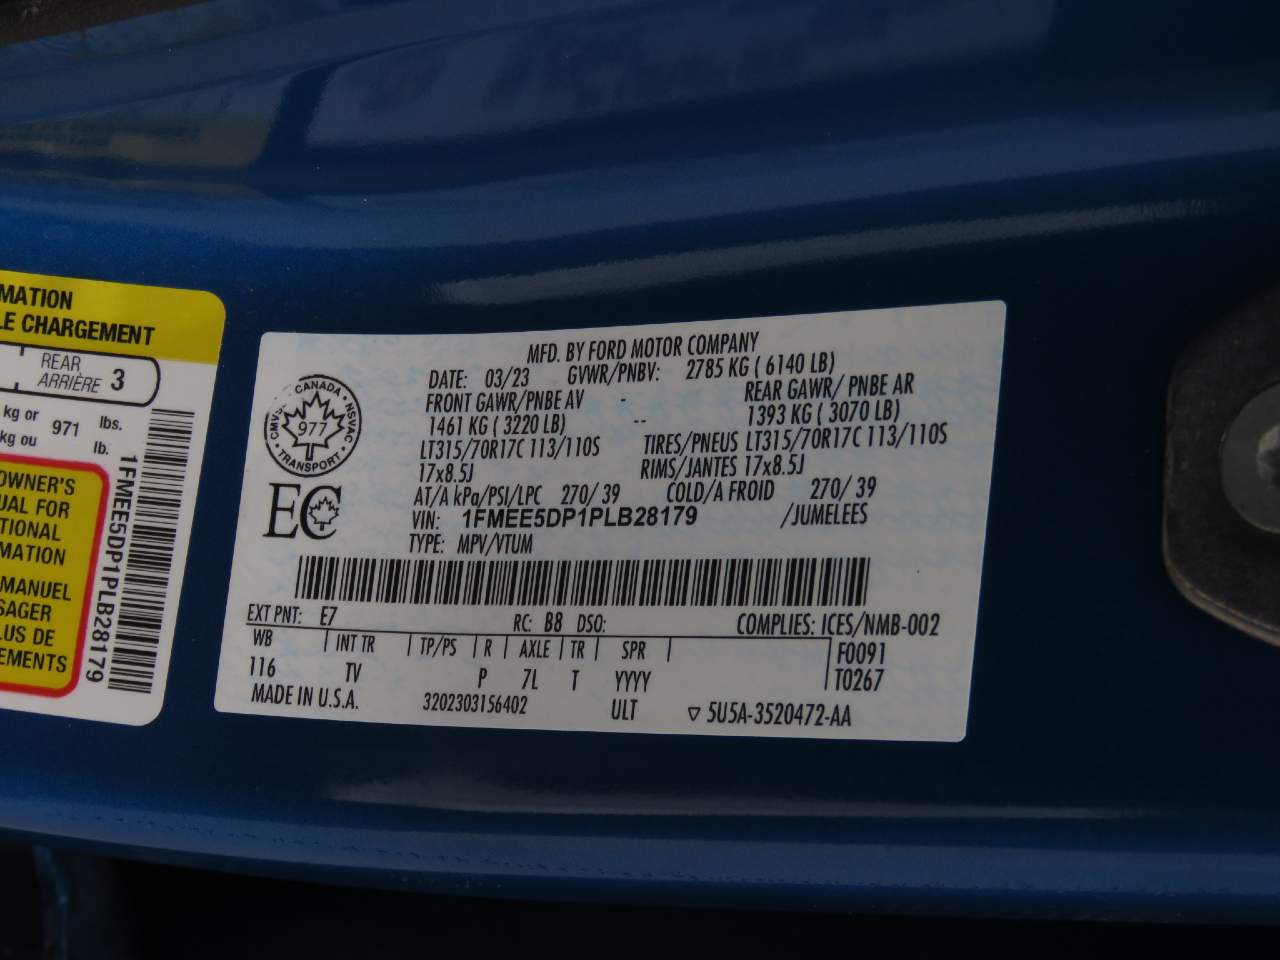 MATION
LE CHARGEMENT
REAR
ARRIÈRE 3
kg or 971 lbs.
kg ou lb.
OWNER'S
UAL FOR
TIONAL
MATION
MANUEL
SAGER
LUS DE
EMENTS
1FMEE5DP1PLB28179
MFD. BY FORD MOTOR COMPANY
DATE: 03/23 GVWR/PNBV: 2785 KG ( 6140 LB)
FRONT GAWR/PNBE AV - REAR GAWR/ PNBE AR
1461 KG ( 3220 LB) -- 1393 KG ( 3070 LB)
LT315/70R17C 113/110S TIRES/PNEUS LT315/70R17C 113/110S
17x8.5J RIMS/JANTES 17x8.5J
AT/A kPa/PSI/LPC 270/ 39 COLD/A FROID 270/ 39
VIN: 1FMEE5DP1PLB28179 /JUMELEES
TYPE: MPV/VTUM
CANADA
NSVAC
TRANSPORT
977
EC
EXT PNT: E7 RC: B8 DSO: COMPLIES: ICES/NMB-002
WB | INT TR | TP/PS | R | AXLE | TR | SPR | F0091
116 TV P 7L T YYYY T0267
MADE IN U.S.A. 3202303156402 ULT ▽ 5U5A-3520472-AA